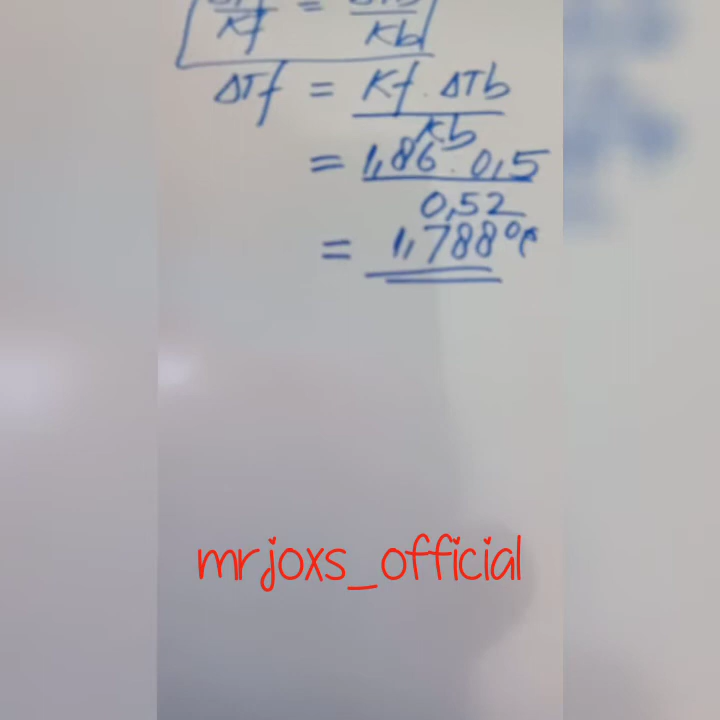 Kf = Kb
ΔTf = Kf . ΔTb
Kb
= 1,86 . 0,5
0,52
= 1,788°C
mrjoxs_official